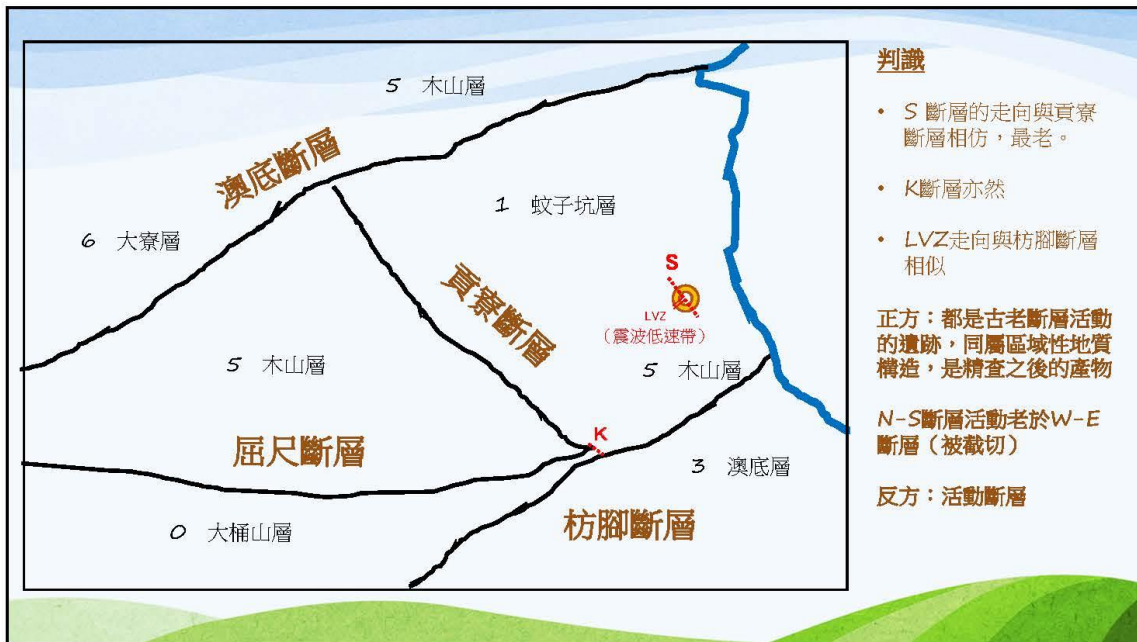 5 木山層
澳底斷層
1 蚊子坑層
6 大寮層
貢寮斷層
S
LVZ
(震波低速帶)
5 木山層
5 木山層
屈尺斷層
K
3 澳底層
0 大桶山層
枋腳斷層
判識
• S 斷層的走向與貢寮
斷層相仿,最老。
• K斷層亦然
• LVZ走向與枋腳斷層
相似
正方:都是古老斷層活動
的遺跡,同屬區域性地質
構造,是精查之後的產物
N-S斷層活動老於W-E
斷層(被截切)
反方:活動斷層